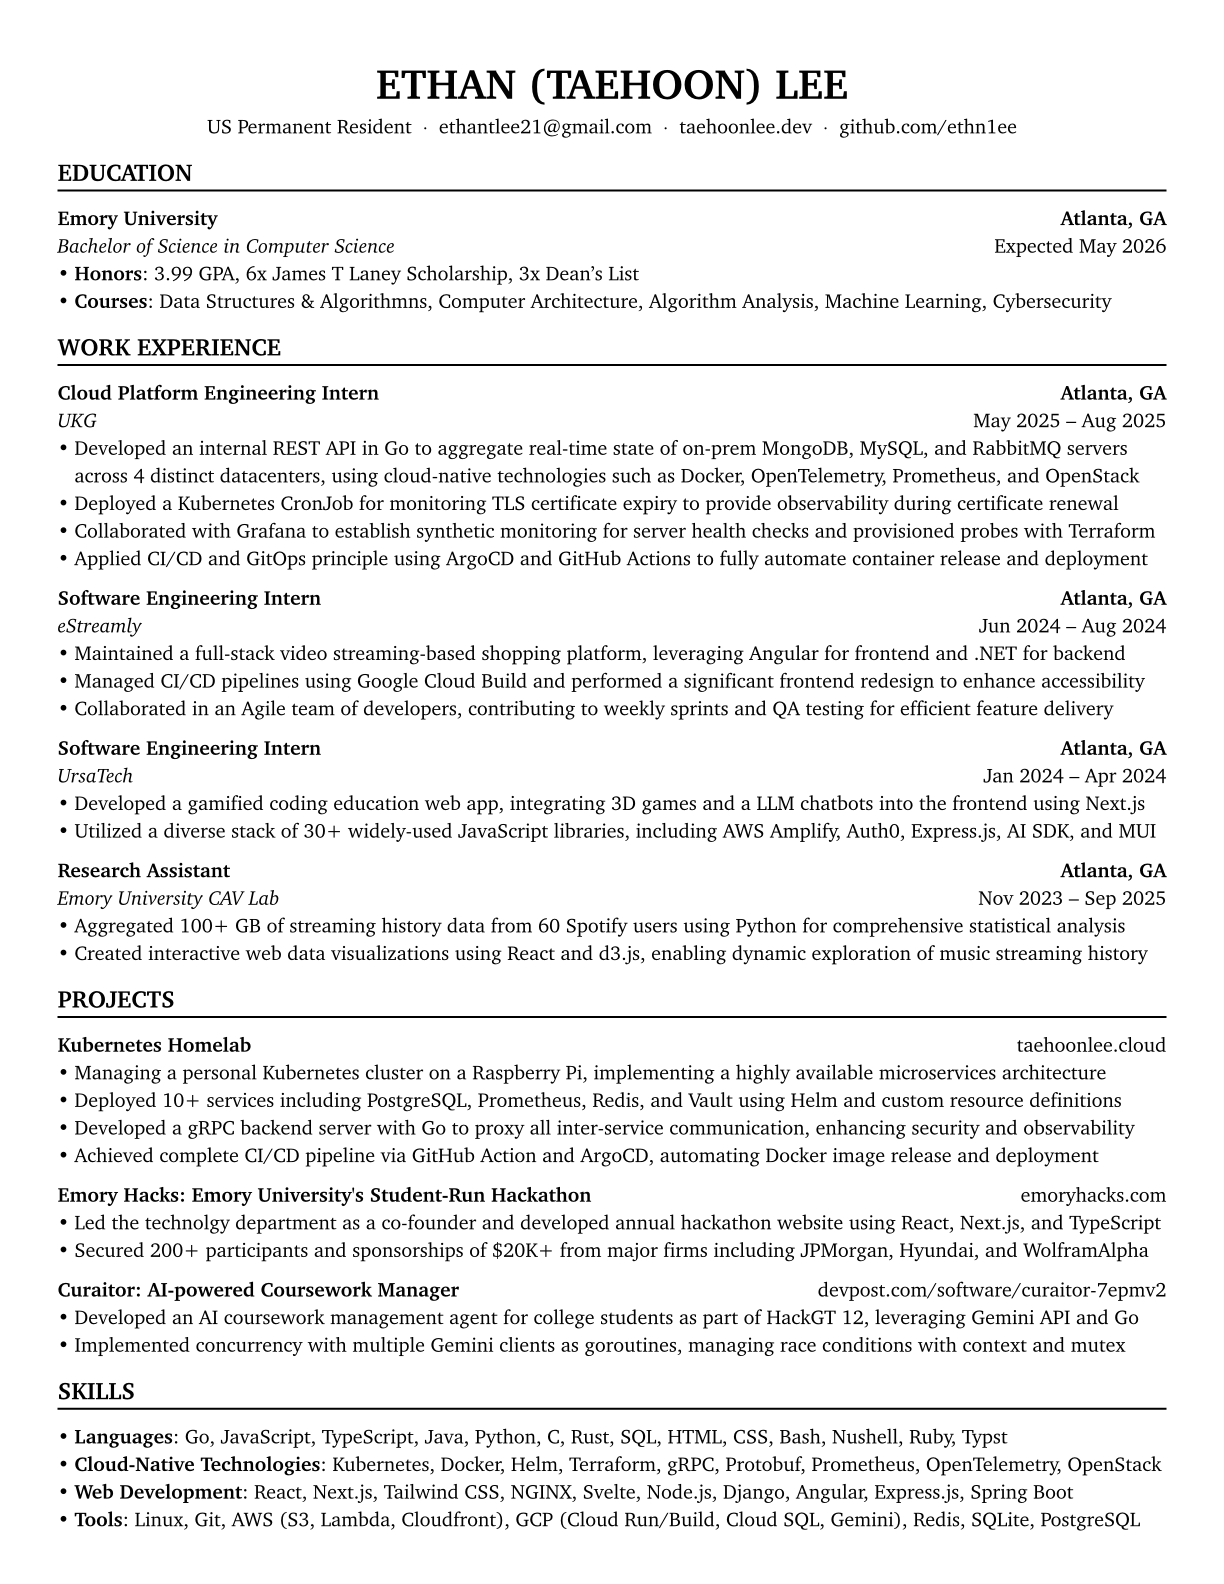 ETHAN (TAEHOON) LEE
US Permanent Resident · ethantlee21@gmail.com · taehoonlee.dev · github.com/ethn1ee
EDUCATION
Emory University Atlanta, GA
Bachelor of Science in Computer Science Expected May 2026
• Honors: 3.99 GPA, 6x James T Laney Scholarship, 3x Dean’s List
• Courses: Data Structures & Algorithmns, Computer Architecture, Algorithm Analysis, Machine Learning, Cybersecurity
WORK EXPERIENCE
Cloud Platform Engineering Intern Atlanta, GA
UKG May 2025 – Aug 2025
• Developed an internal REST API in Go to aggregate real-time state of on-prem MongoDB, MySQL, and RabbitMQ servers
across 4 distinct datacenters, using cloud-native technologies such as Docker, OpenTelemetry, Prometheus, and OpenStack
• Deployed a Kubernetes CronJob for monitoring TLS certificate expiry to provide observability during certificate renewal
• Collaborated with Grafana to establish synthetic monitoring for server health checks and provisioned probes with Terraform
• Applied CI/CD and GitOps principle using ArgoCD and GitHub Actions to fully automate container release and deployment
Software Engineering Intern Atlanta, GA
eStreamly Jun 2024 – Aug 2024
• Maintained a full-stack video streaming-based shopping platform, leveraging Angular for frontend and .NET for backend
• Managed CI/CD pipelines using Google Cloud Build and performed a significant frontend redesign to enhance accessibility
• Collaborated in an Agile team of developers, contributing to weekly sprints and QA testing for efficient feature delivery
Software Engineering Intern Atlanta, GA
UrsaTech Jan 2024 – Apr 2024
• Developed a gamified coding education web app, integrating 3D games and a LLM chatbots into the frontend using Next.js
• Utilized a diverse stack of 30+ widely-used JavaScript libraries, including AWS Amplify, Auth0, Express.js, AI SDK, and MUI
Research Assistant Atlanta, GA
Emory University CAV Lab Nov 2023 – Sep 2025
• Aggregated 100+ GB of streaming history data from 60 Spotify users using Python for comprehensive statistical analysis
• Created interactive web data visualizations using React and d3.js, enabling dynamic exploration of music streaming history
PROJECTS
Kubernetes Homelab taehoonlee.cloud
• Managing a personal Kubernetes cluster on a Raspberry Pi, implementing a highly available microservices architecture
• Deployed 10+ services including PostgreSQL, Prometheus, Redis, and Vault using Helm and custom resource definitions
• Developed a gRPC backend server with Go to proxy all inter-service communication, enhancing security and observability
• Achieved complete CI/CD pipeline via GitHub Action and ArgoCD, automating Docker image release and deployment
Emory Hacks: Emory University's Student-Run Hackathon emoryhacks.com
• Led the technolgy department as a co-founder and developed annual hackathon website using React, Next.js, and TypeScript
• Secured 200+ participants and sponsorships of $20K+ from major firms including JPMorgan, Hyundai, and WolframAlpha
Curaitor: AI-powered Coursework Manager devpost.com/software/curaitor-7epmv2
• Developed an AI coursework management agent for college students as part of HackGT 12, leveraging Gemini API and Go
• Implemented concurrency with multiple Gemini clients as goroutines, managing race conditions with context and mutex
SKILLS
• Languages: Go, JavaScript, TypeScript, Java, Python, C, Rust, SQL, HTML, CSS, Bash, Nushell, Ruby, Typst
• Cloud-Native Technologies: Kubernetes, Docker, Helm, Terraform, gRPC, Protobuf, Prometheus, OpenTelemetry, OpenStack
• Web Development: React, Next.js, Tailwind CSS, NGINX, Svelte, Node.js, Django, Angular, Express.js, Spring Boot
• Tools: Linux, Git, AWS (S3, Lambda, Cloudfront), GCP (Cloud Run/Build, Cloud SQL, Gemini), Redis, SQLite, PostgreSQL